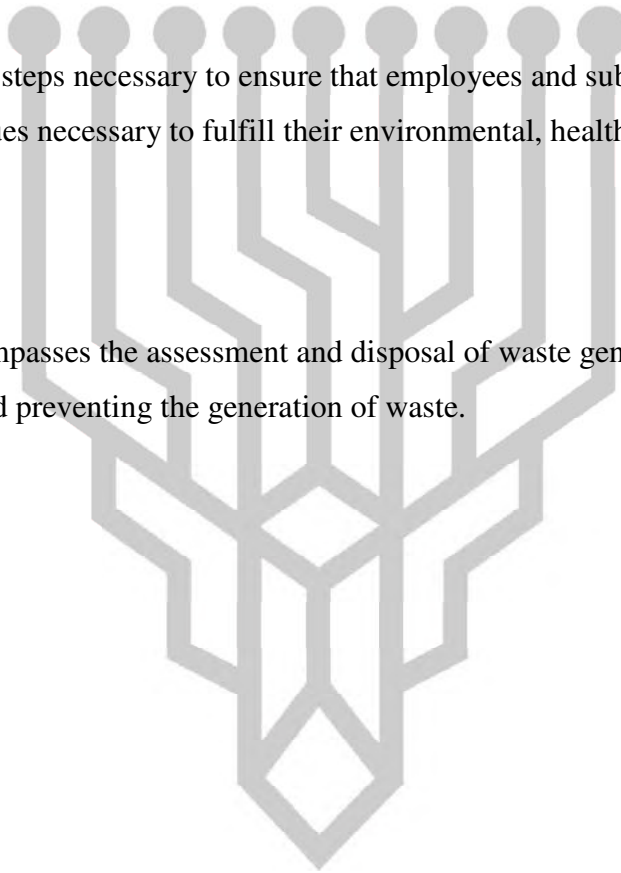 steps necessary to ensure that employees and sub
ues necessary to fulfill their environmental, health
npasses the assessment and disposal of waste gen
d preventing the generation of waste.